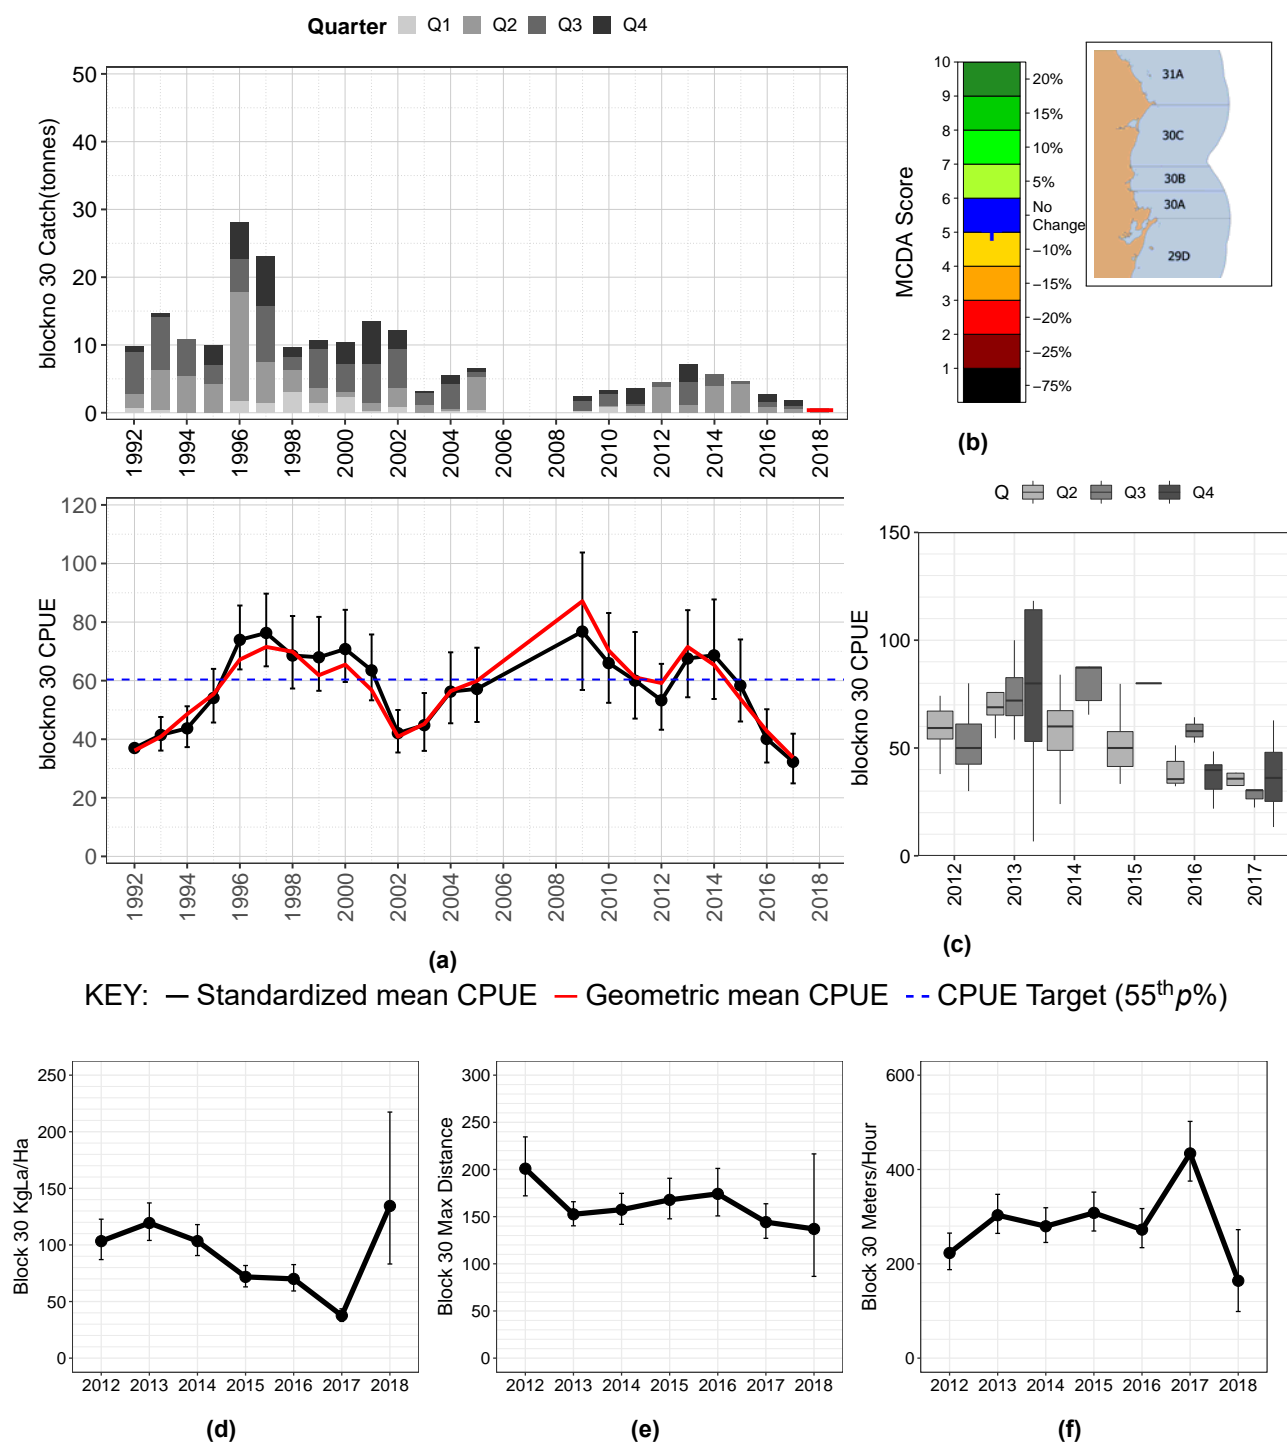 Quarter Q1 Q2 Q3 Q4
blockno 30 Catch(tonnes)
50
40
30
20
10
0
1992 1994 1996 1998 2000 2002 2004 2006 2008 2010 2012 2014 2016 2018
blockno 30 CPUE
120
100
80
60
40
20
0
1992 1994 1996 1998 2000 2002 2004 2006 2008 2010 2012 2014 2016 2018
(a)
MCDA Score
10
9
8
7
6
5
4
3
2
1
20%
15%
10%
5%
No
Change
−10%
−15%
−20%
−25%
−75%
31A
30C
30B
30A
29D
(b)
Q Q2 Q3 Q4
blockno 30 CPUE
150
100
50
0
2012 2013 2014 2015 2016 2017
(c)
KEY: Standardized mean CPUE Geometric mean CPUE CPUE Target (55th p%)
Block 30 KgLa/Ha
250
200
150
100
50
0
2012 2013 2014 2015 2016 2017 2018
(d)
Block 30 Max Distance
300
250
200
150
100
50
0
2012 2013 2014 2015 2016 2017 2018
(e)
Block 30 Meters/Hour
600
400
200
0
2012 2013 2014 2015 2016 2017 2018
(f)